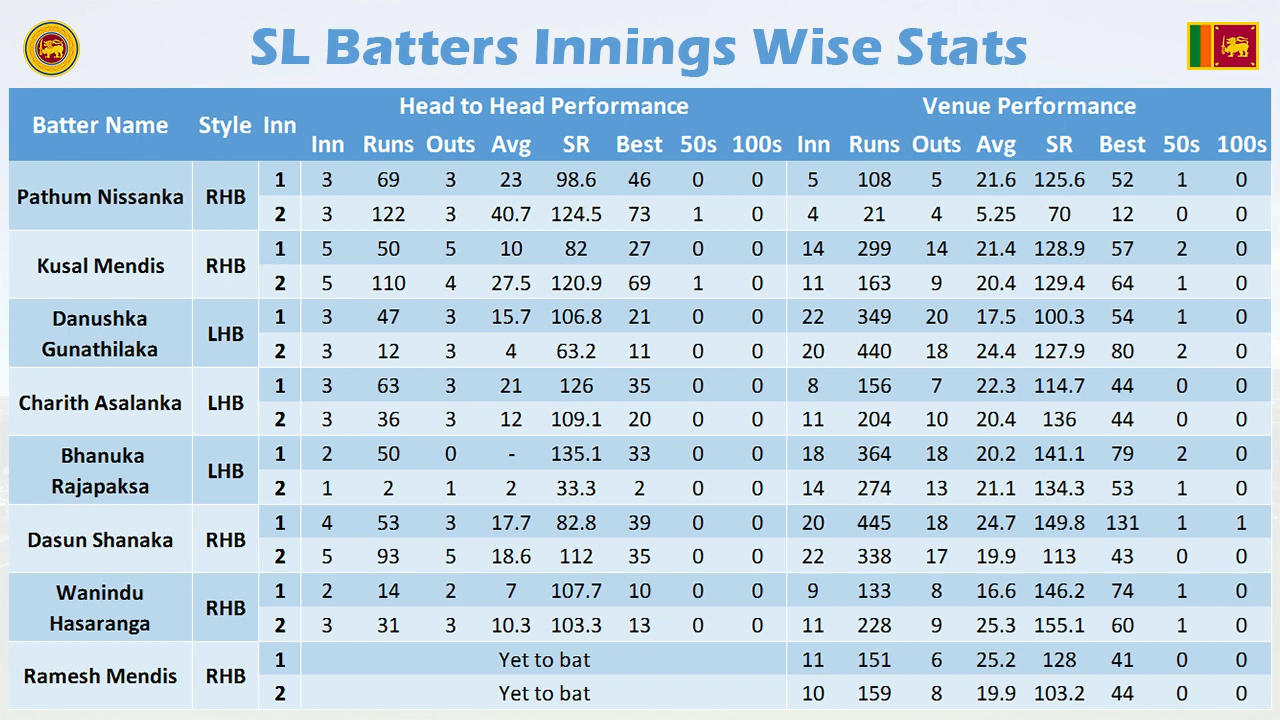 SL Batters Innings Wise Stats
Batter Name Style Inn Head to Head Performance Venue Performance
Inn Runs Outs Avg SR Best 50s 100s Inn Runs Outs Avg SR Best 50s 100s
Pathum Nissanka RHB 1 3 69 3 23 98.6 46 0 0 5 108 5 21.6 125.6 52 1 0
2 3 122 3 40.7 124.5 73 1 0 4 21 4 5.25 70 12 0 0
Kusal Mendis RHB 1 5 50 5 10 82 27 0 0 14 299 14 21.4 128.9 57 2 0
2 5 110 4 27.5 120.9 69 1 0 11 163 9 20.4 129.4 64 1 0
Danushka Gunathilaka LHB 1 3 47 3 15.7 106.8 21 0 0 22 349 20 17.5 100.3 54 1 0
2 3 12 3 4 63.2 11 0 0 20 440 18 24.4 127.9 80 2 0
Charith Asalanka LHB 1 3 63 3 21 126 35 0 0 8 156 7 22.3 114.7 44 0 0
2 3 36 3 12 109.1 20 0 0 11 204 10 20.4 136 44 0 0
Bhanuka Rajapaksa LHB 1 2 50 0 - 135.1 33 0 0 18 364 18 20.2 141.1 79 2 0
2 1 2 1 2 33.3 2 0 0 14 274 13 21.1 134.3 53 1 0
Dasun Shanaka RHB 1 4 53 3 17.7 82.8 39 0 0 20 445 18 24.7 149.8 131 1 1
2 5 93 5 18.6 112 35 0 0 22 338 17 19.9 113 43 0 0
Wanindu Hasaranga RHB 1 2 14 2 7 107.7 10 0 0 9 133 8 16.6 146.2 74 1 0
2 3 31 3 10.3 103.3 13 0 0 11 228 9 25.3 155.1 60 1 0
Ramesh Mendis RHB 1 Yet to bat 11 151 6 25.2 128 41 0 0
2 Yet to bat 10 159 8 19.9 103.2 44 0 0